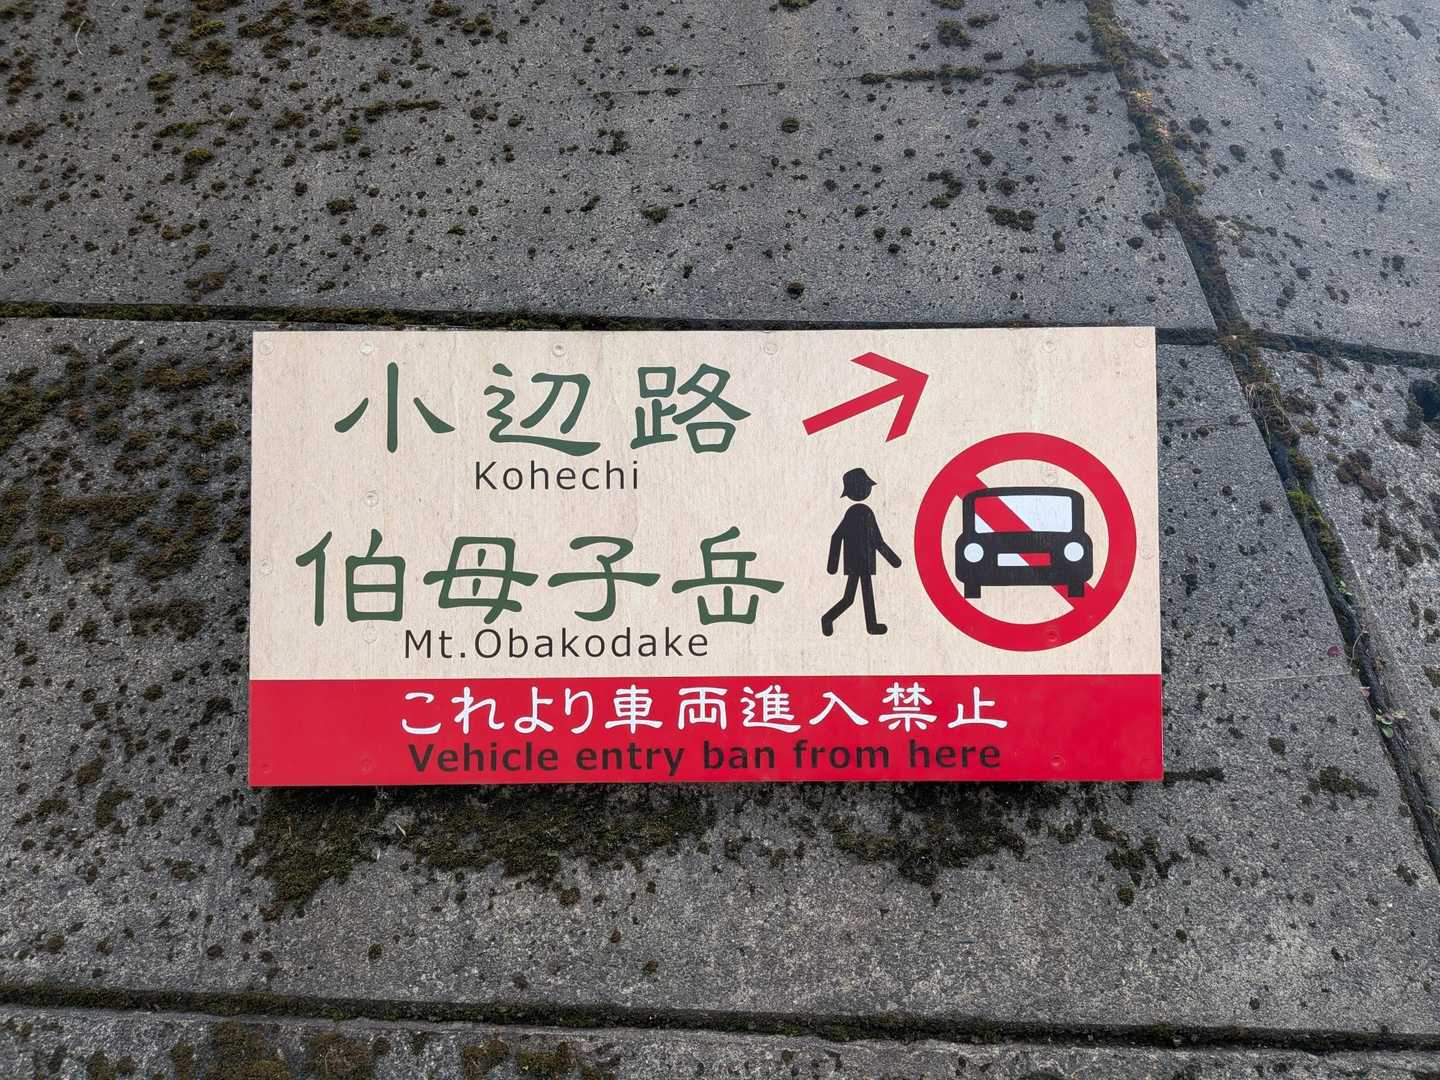 小辺路
Kohechi
伯母子岳
Mt.Obakodake
これより車両進入禁止
Vehicle entry ban from here